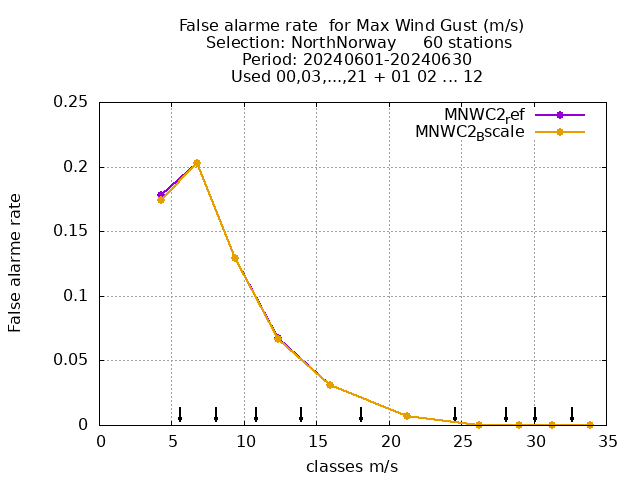 False alarme rate  for Max Wind Gust (m/s)
Selection: NorthNorway     60 stations
Period: 20240601-20240630
Used 00,03,...,21 + 01 02 ... 12
MNWC2ref
MNWC2Bscale
False alarme rate
0.25
0.2
0.15
0.1
0.05
0
0 5 10 15 20 25 30 35
classes m/s